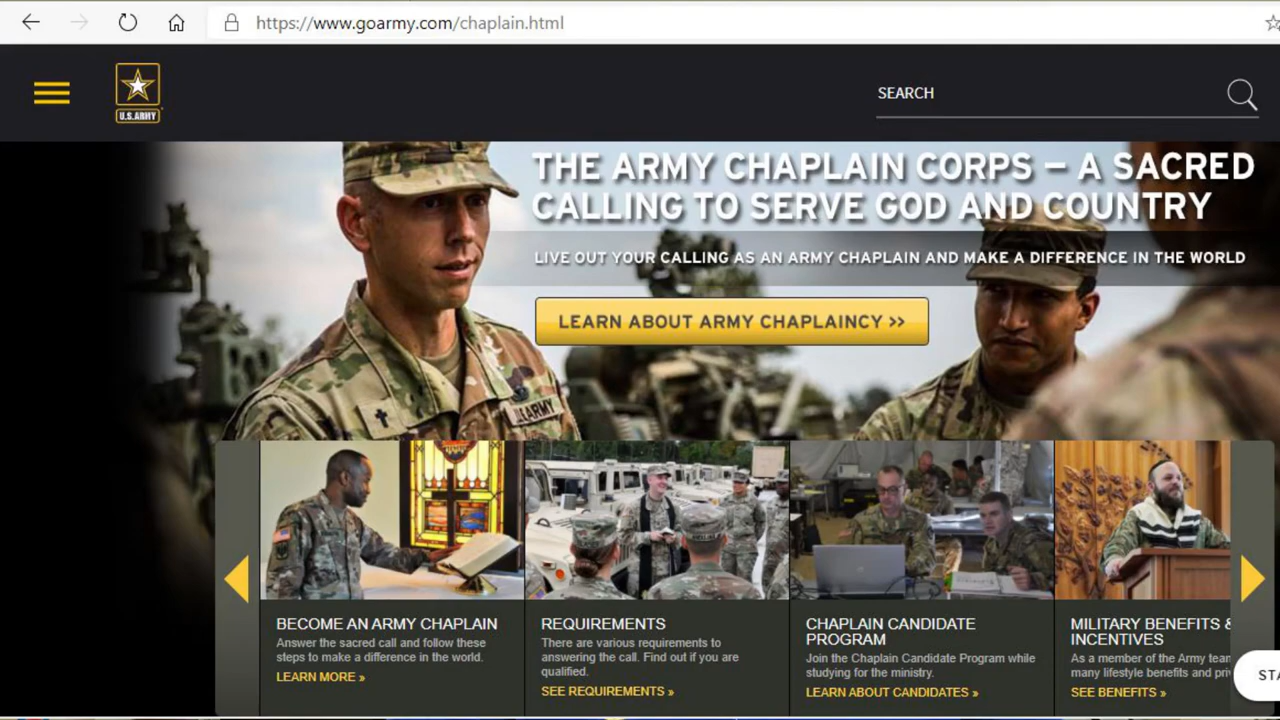 https://www.goarmy.com/chaplain.html
SEARCH
U.S.ARMY
THE ARMY CHAPLAIN CORPS – A SACRED
CALLING TO SERVE GOD AND COUNTRY
LIVE OUT YOUR CALLING AS AN ARMY CHAPLAIN AND MAKE A DIFFERENCE IN THE WORLD
LEARN ABOUT ARMY CHAPLAINCY >>
U.S.ARMY
BECOME AN ARMY CHAPLAIN
Answer the sacred call and follow these
steps to make a difference in the world.
LEARN MORE »
REQUIREMENTS
There are various requirements to
answering the call. Find out if you are
qualified.
SEE REQUIREMENTS »
CHAPLAIN CANDIDATE
PROGRAM
Join the Chaplain Candidate Program while
studying for the ministry.
LEARN ABOUT CANDIDATES »
MILITARY BENEFITS &
INCENTIVES
As a member of the Army team
many lifestyle benefits and pri
SEE BENEFITS »
STA